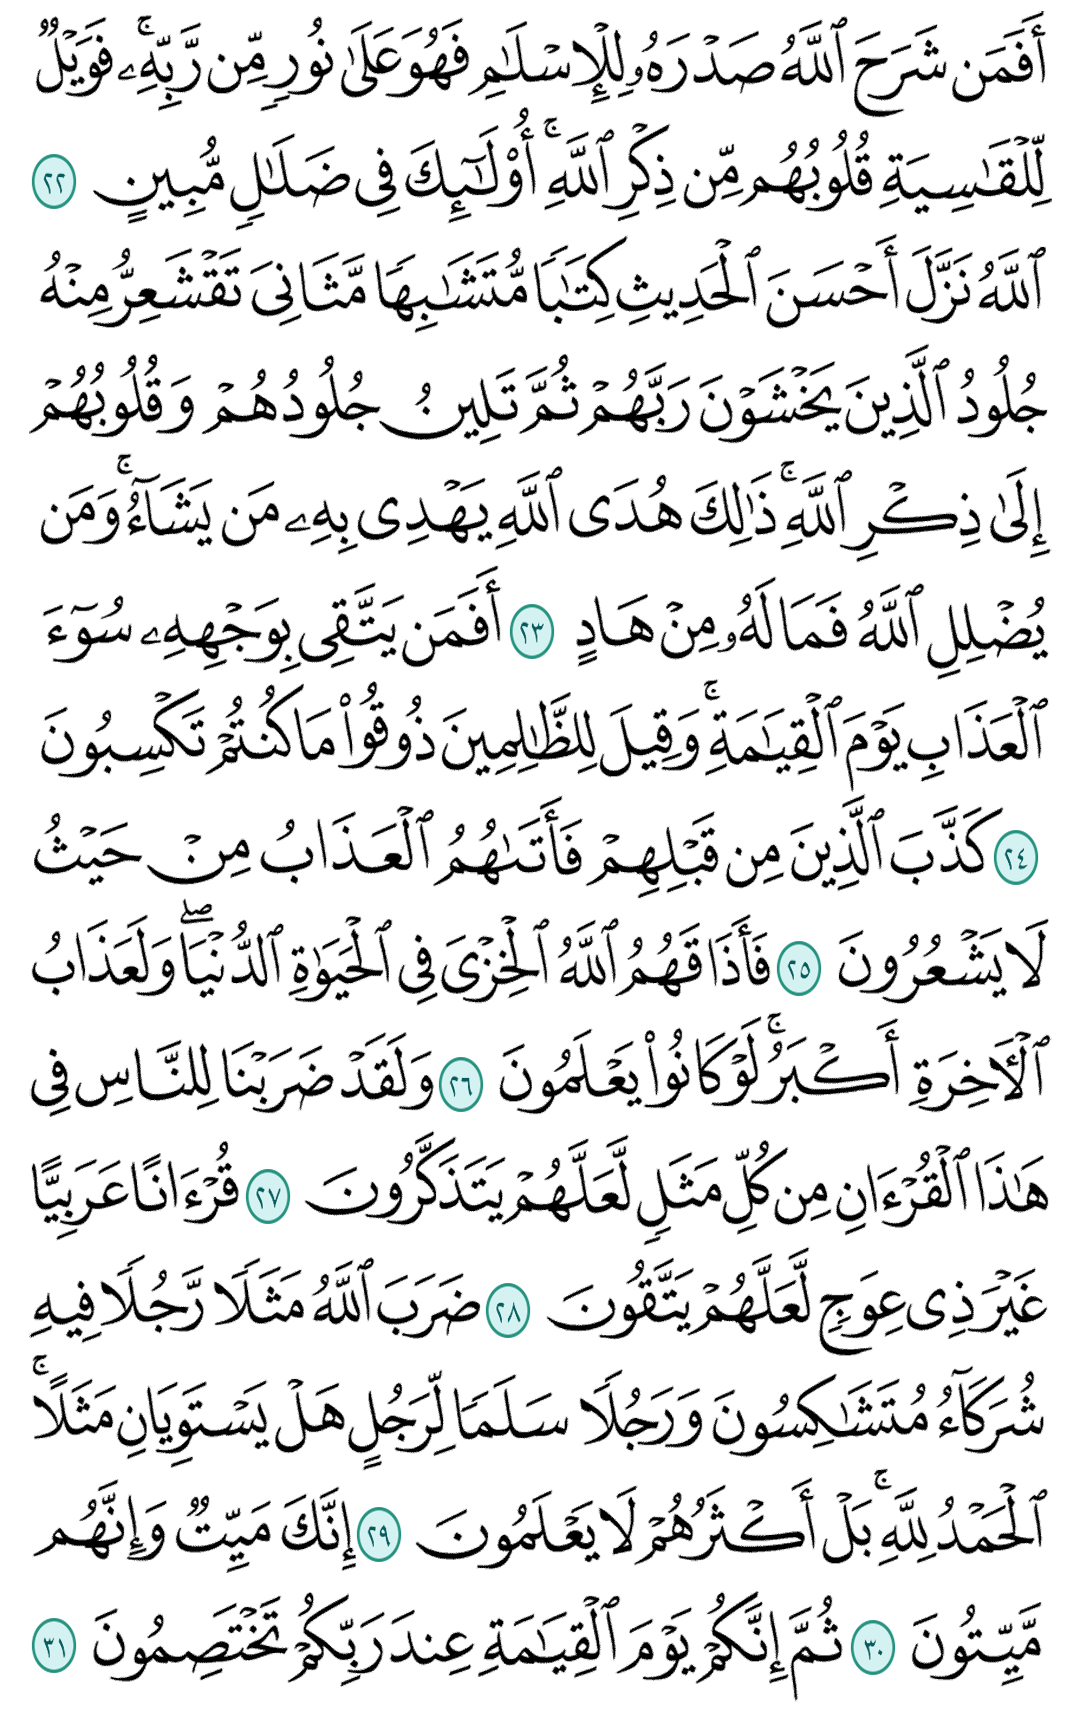 أَفَمَن شَرَحَ ٱللَّهُ صَدْرَهُۥ لِلْإِسْلَـٰمِ فَهُوَ عَلَىٰ نُورٍ مِّن رَّبِّهِۦ ۚ فَوَيْلٌ
لِّلْقَـٰسِيَةِ قُلُوبُهُم مِّن ذِكْرِ ٱللَّهِ ۚ أُو۟لَـٰٓئِكَ فِى ضَلَـٰلٍ مُّبِينٍ ٢٢
ٱللَّهُ نَزَّلَ أَحْسَنَ ٱلْحَدِيثِ كِتَـٰبًا مُّتَشَـٰبِهًا مَّثَانِىَ تَقْشَعِرُّ مِنْهُ
جُلُودُ ٱلَّذِينَ يَخْشَوْنَ رَبَّهُمْ ثُمَّ تَلِينُ جُلُودُهُمْ وَقُلُوبُهُمْ
إِلَىٰ ذِكْرِ ٱللَّهِ ۚ ذَٰلِكَ هُدَى ٱللَّهِ يَهْدِى بِهِۦ مَن يَشَآءُ ۚ وَمَن
يُضْلِلِ ٱللَّهُ فَمَا لَهُۥ مِنْ هَادٍ ٢٣ أَفَمَن يَتَّقِى بِوَجْهِهِۦ سُوٓءَ
ٱلْعَذَابِ يَوْمَ ٱلْقِيَـٰمَةِ ۚ وَقِيلَ لِلظَّـٰلِمِينَ ذُوقُوا۟ مَا كُنتُمْ تَكْسِبُونَ
٢٤ كَذَّبَ ٱلَّذِينَ مِن قَبْلِهِمْ فَأَتَىٰهُمُ ٱلْعَذَابُ مِنْ حَيْثُ
لَا يَشْعُرُونَ ٢٥ فَأَذَاقَهُمُ ٱللَّهُ ٱلْخِزْىَ فِى ٱلْحَيَوٰةِ ٱلدُّنْيَا ۖ وَلَعَذَابُ
ٱلْـَٔاخِرَةِ أَكْبَرُ ۚ لَوْ كَانُوا۟ يَعْلَمُونَ ٢٦ وَلَقَدْ ضَرَبْنَا لِلنَّاسِ فِى
هَـٰذَا ٱلْقُرْءَانِ مِن كُلِّ مَثَلٍ لَّعَلَّهُمْ يَتَذَكَّرُونَ ٢٧ قُرْءَانًا عَرَبِيًّا
غَيْرَ ذِى عِوَجٍ لَّعَلَّهُمْ يَتَّقُونَ ٢٨ ضَرَبَ ٱللَّهُ مَثَلًا رَّجُلًا فِيهِ
شُرَكَآءُ مُتَشَـٰكِسُونَ وَرَجُلًا سَلَمًا لِّرَجُلٍ هَلْ يَسْتَوِيَانِ مَثَلًا ۚ
ٱلْحَمْدُ لِلَّهِ ۚ بَلْ أَكْثَرُهُمْ لَا يَعْلَمُونَ ٢٩ إِنَّكَ مَيِّتٌ وَإِنَّهُم
مَّيِّتُونَ ٣٠ ثُمَّ إِنَّكُمْ يَوْمَ ٱلْقِيَـٰمَةِ عِندَ رَبِّكُمْ تَخْتَصِمُونَ ٣١